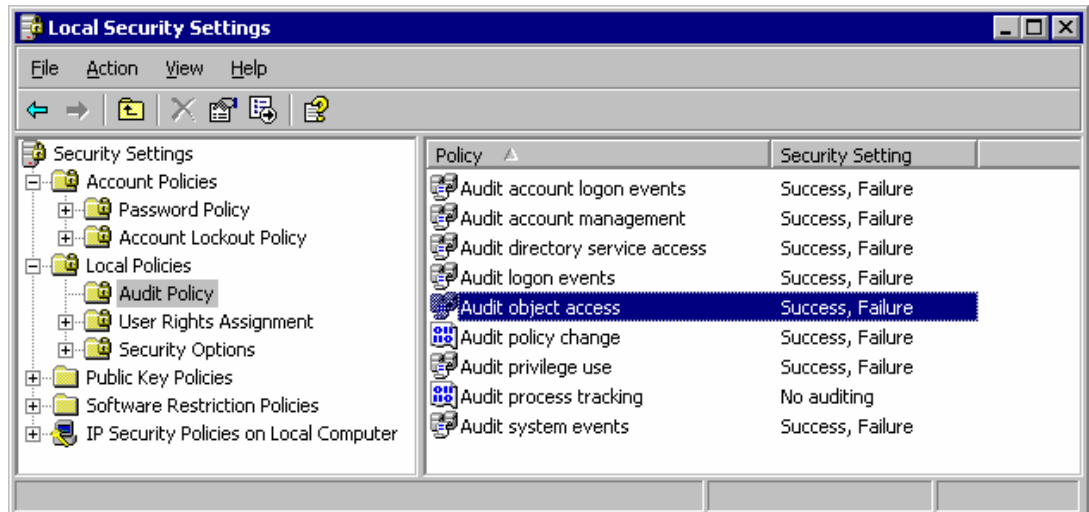 Local Security Settings
File Action View Help
Security Settings
Account Policies
Password Policy
Account Lockout Policy
Local Policies
Audit Policy
User Rights Assignment
Security Options
Public Key Policies
Software Restriction Policies
IP Security Policies on Local Computer
Policy Security Setting
Audit account logon events Success, Failure
Audit account management Success, Failure
Audit directory service access Success, Failure
Audit logon events Success, Failure
Audit object access Success, Failure
Audit policy change Success, Failure
Audit privilege use Success, Failure
Audit process tracking No auditing
Audit system events Success, Failure